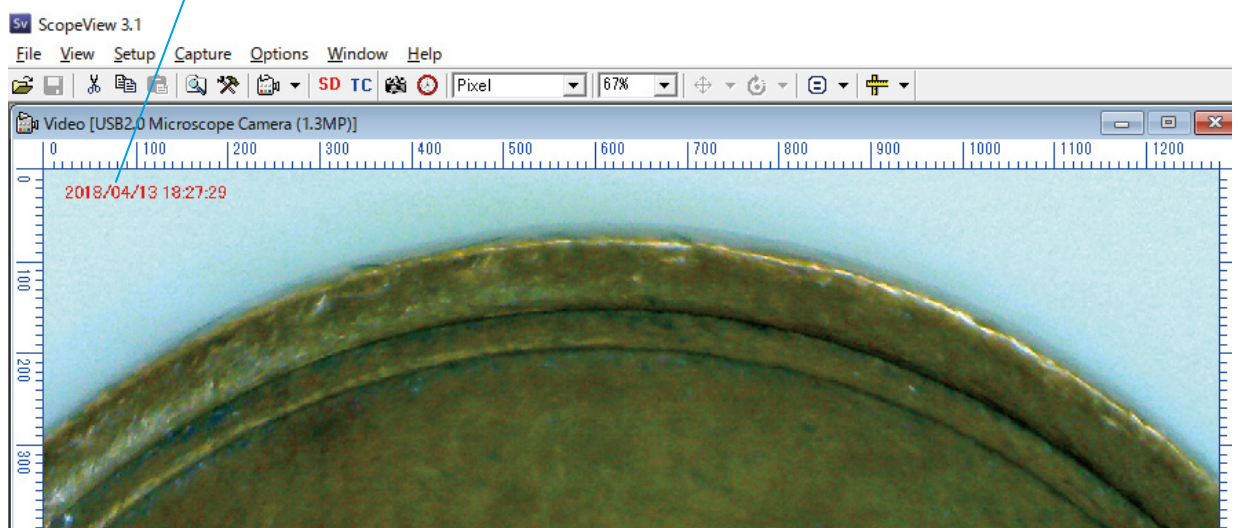 Sv ScopeView 3.1
File View Setup Capture Options Window Help
SD TC Pixel 67%
Video [USB2.0 Microscope Camera (1.3MP)]
0 100 200 300 400 500 600 700 800 900 1000 1100 1200
0
2018/04/13 18:27:29
100
200
300